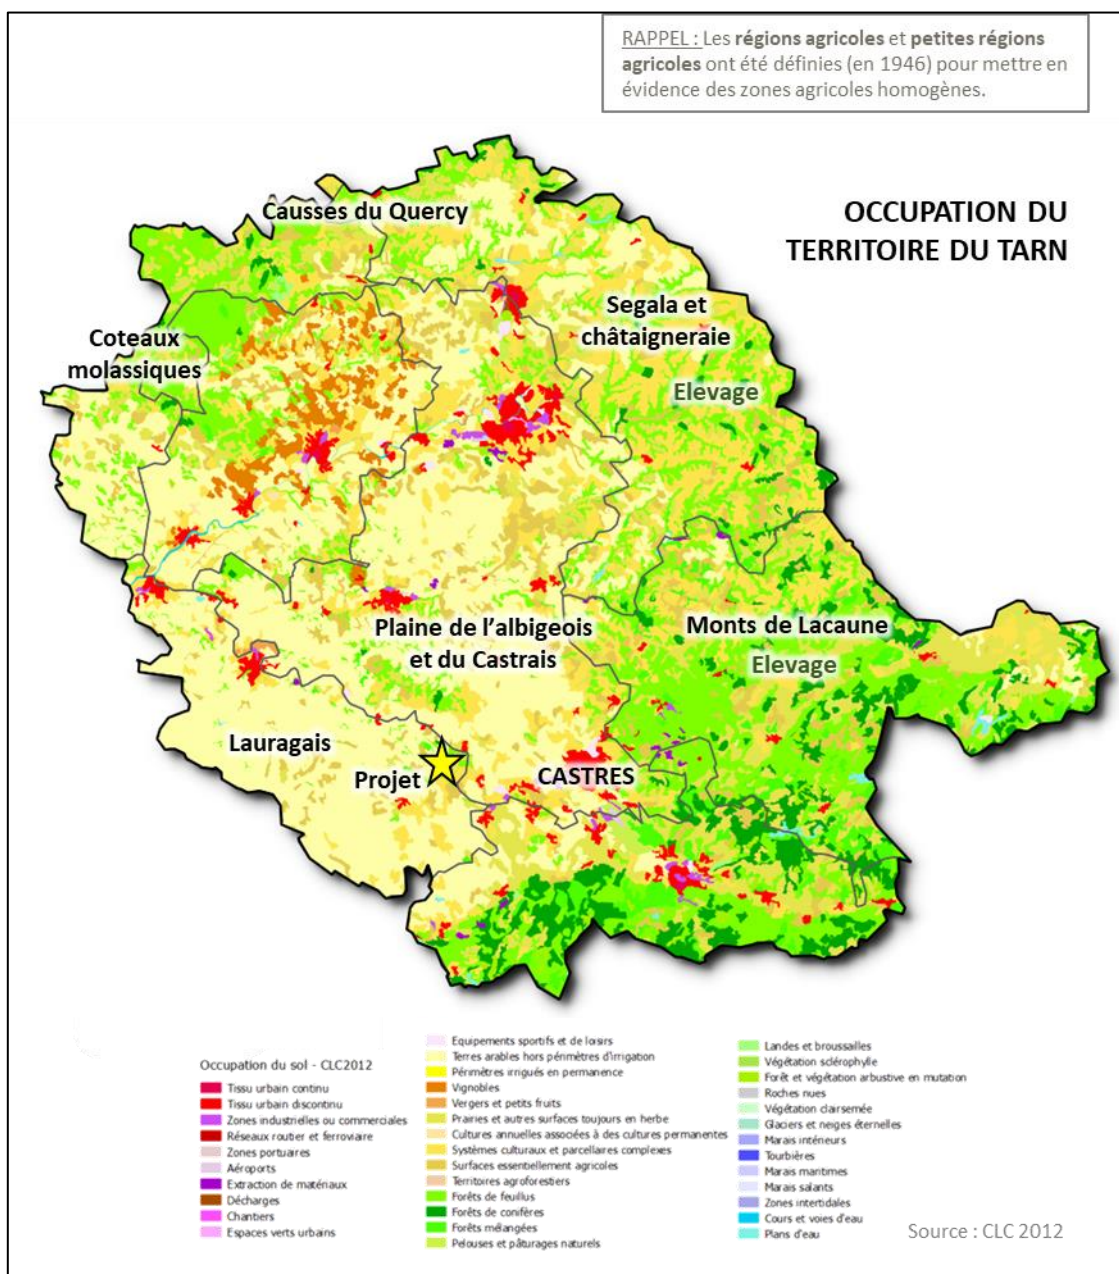 RAPPEL : Les régions agricoles et petites régions
agricoles ont été définies (en 1946) pour mettre en
évidence des zones agricoles homogènes.
OCCUPATION DU
TERRITOIRE DU TARN
Causses du Quercy
Segala et
châtaigneraie
Elevage
Coteaux
molassiques
Plaine de l'albigeois
et du Castrais
Monts de Lacaune
Elevage
Lauragais
Projet
CASTRES
Occupation du sol - CLC2012
Tissu urbain continu
Tissu urbain discontinu
Zones industrielles ou commerciales
Réseaux routier et ferroviaire
Zones portuaires
Aéroports
Extraction de matériaux
Décharges
Chantiers
Espaces verts urbains
Equipements sportifs et de loisirs
Terres arables hors périmètres d'irrigation
Périmètres irrigués en permanence
Vignobles
Vergers et petits fruits
Prairies et autres surfaces toujours en herbe
Cultures annuelles associées à des cultures permanentes
Systèmes culturaux et parcellaires complexes
Surfaces essentiellement agricoles
Territoires agroforestiers
Forêts de feuillus
Forêts de conifères
Forêts mélangées
Pelouses et pâturages naturels
Landes et broussailles
Végétation sclérophylle
Forêt et végétation arbustive en mutation
Roches nues
Végétation clairsemée
Glaciers et neiges éternelles
Marais intérieurs
Tourbières
Marais maritimes
Marais salants
Zones intertidales
Cours et voies d'eau
Plans d'eau
Source : CLC 2012